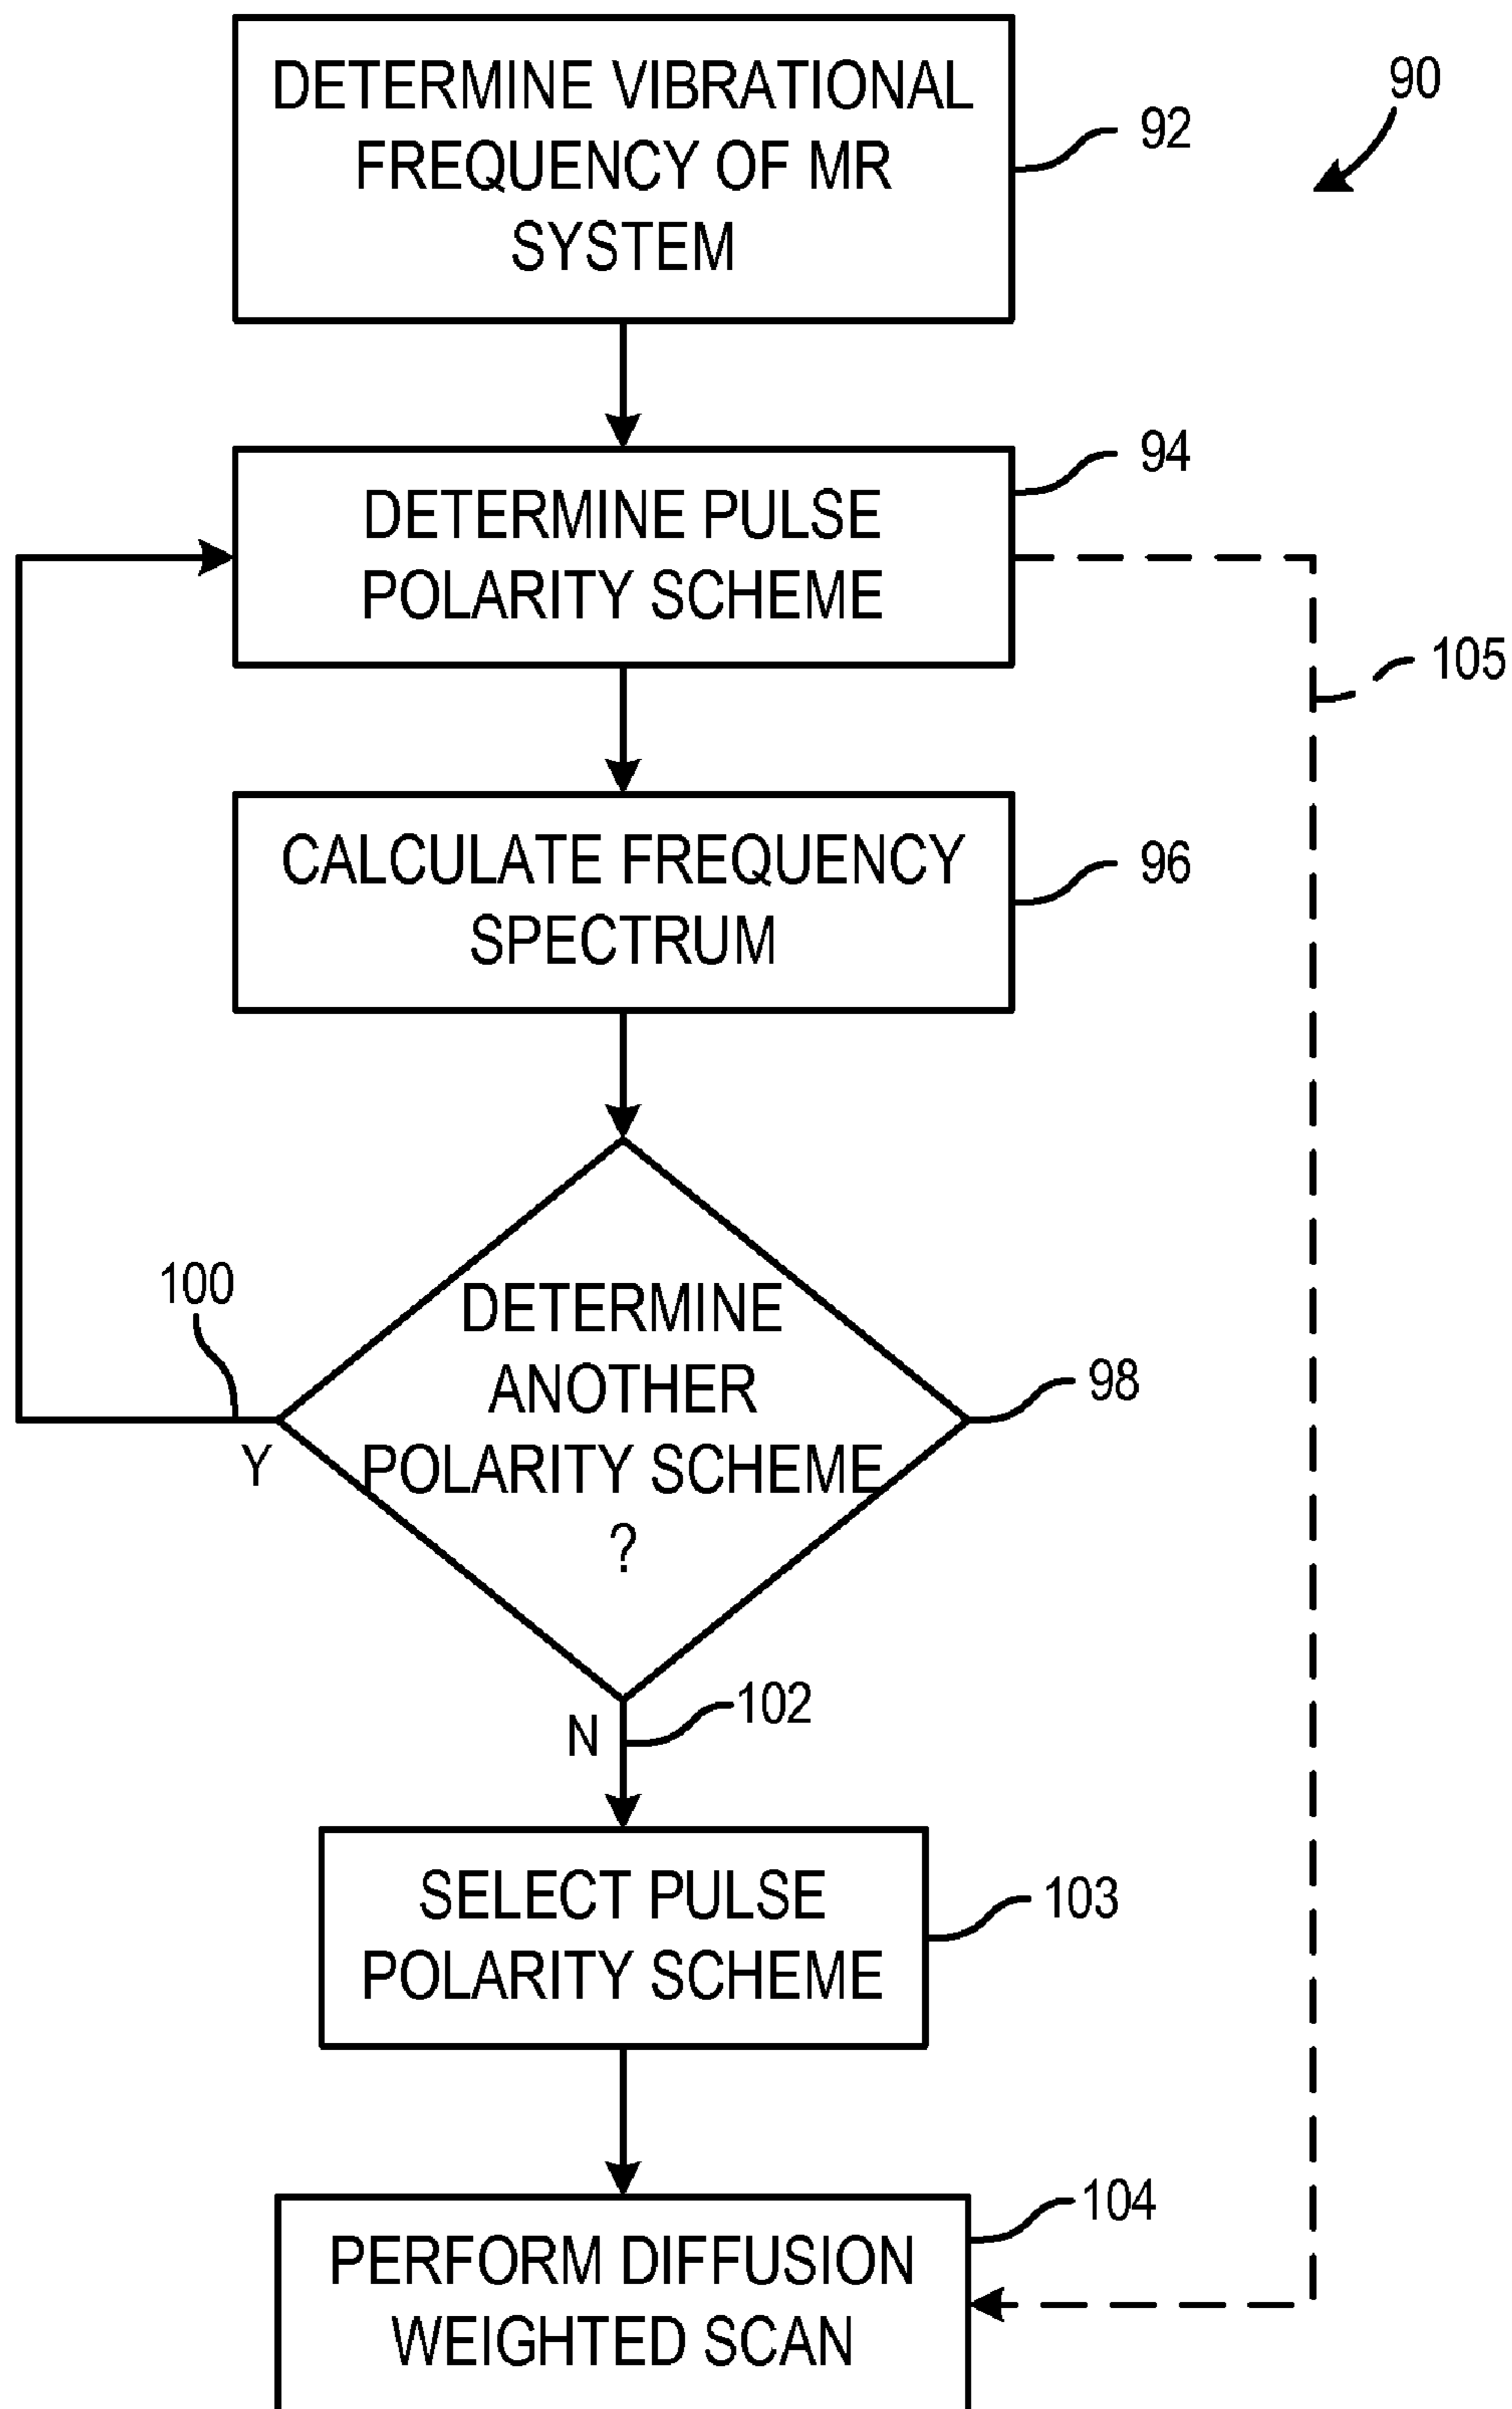 90
DETERMINE VIBRATIONAL
FREQUENCY OF MR
SYSTEM
92
DETERMINE PULSE
POLARITY SCHEME
94
105
CALCULATE FREQUENCY
SPECTRUM
96
DETERMINE
ANOTHER
POLARITY SCHEME
?
98
100
Y
N
102
SELECT PULSE
POLARITY SCHEME
103
PERFORM DIFFUSION
WEIGHTED SCAN
104